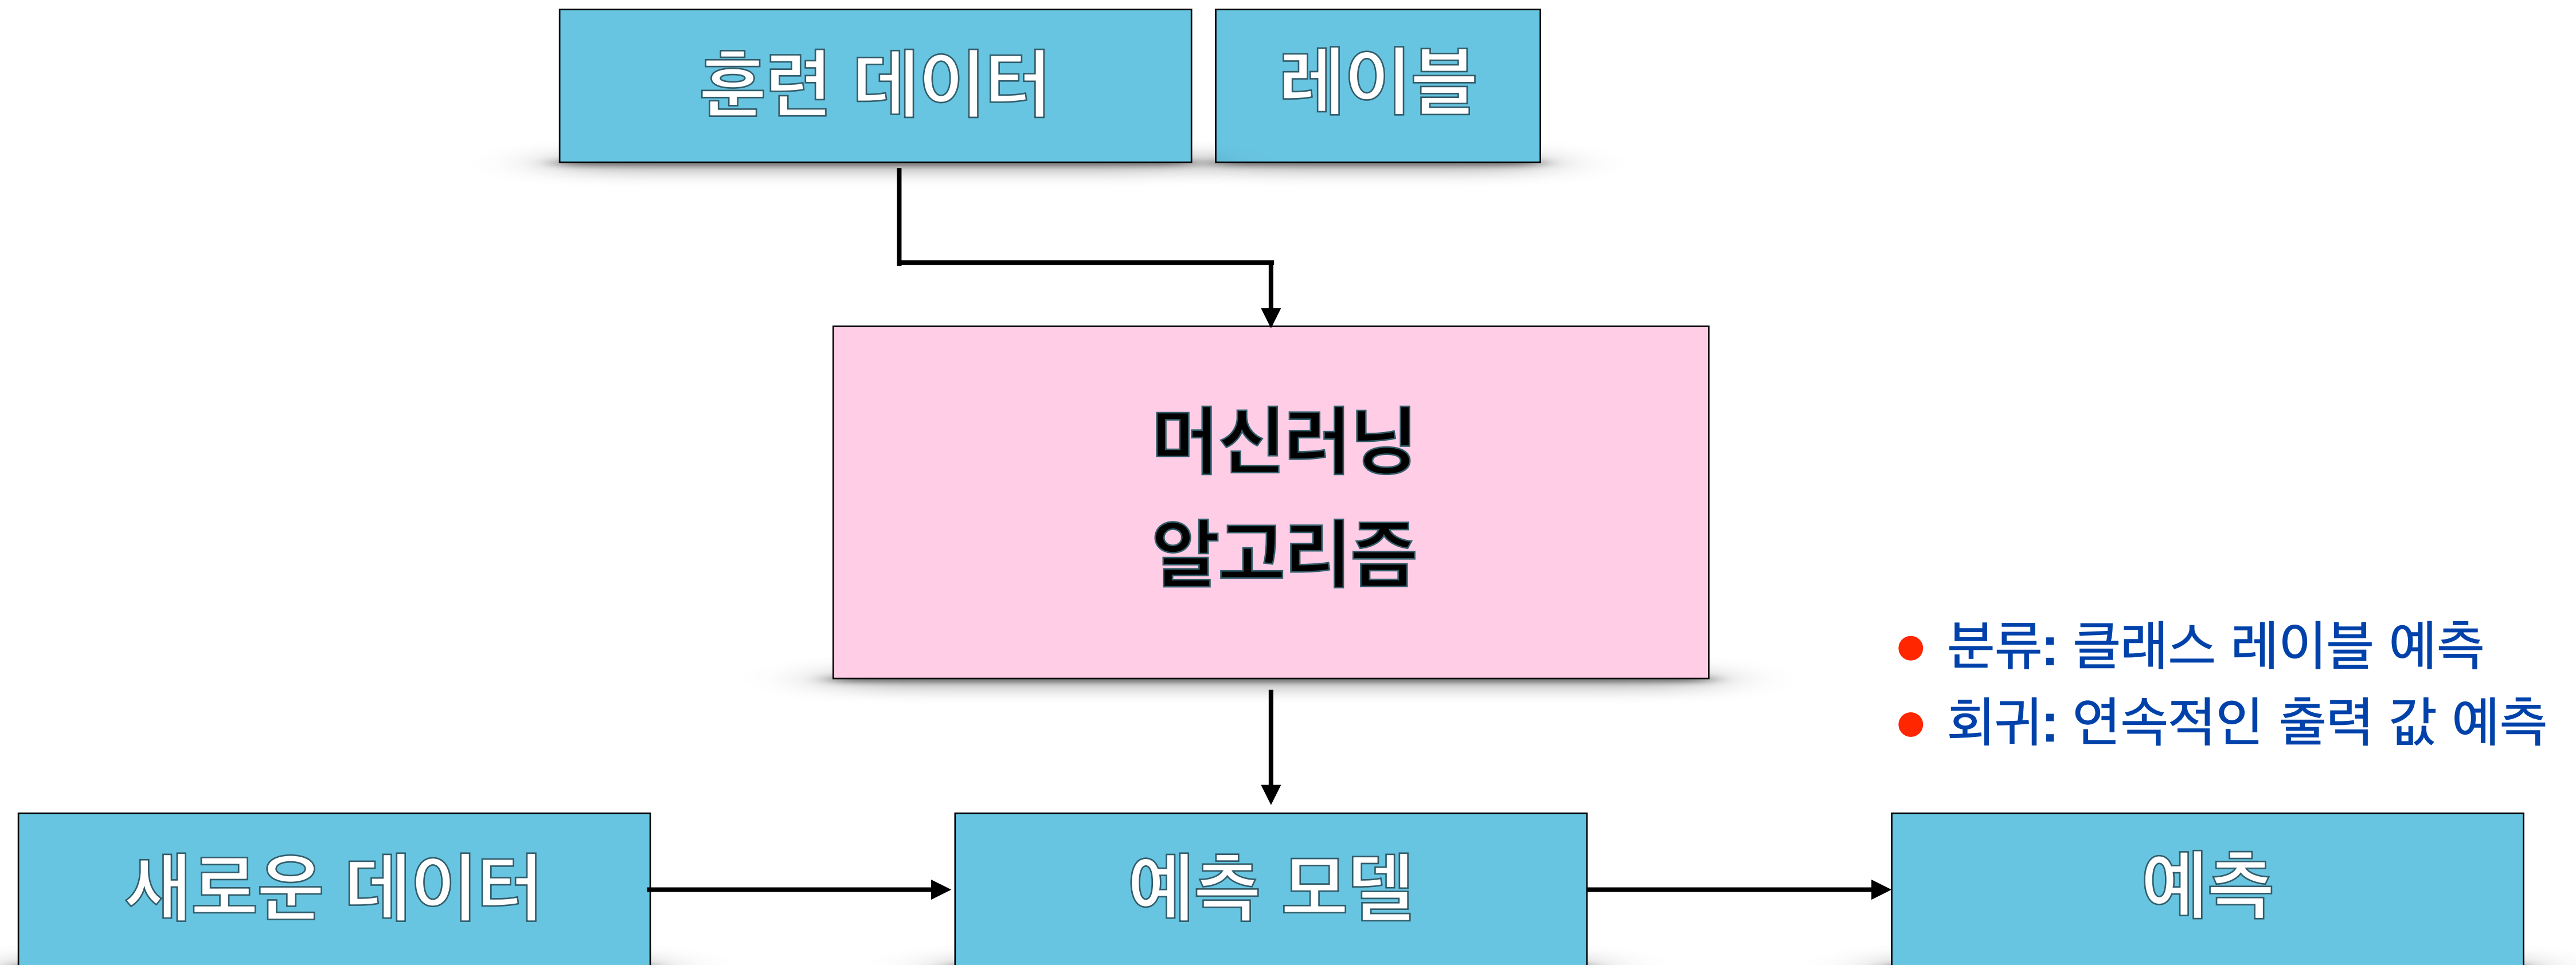 훈련 데이터
레이블
머신러닝
알고리즘
● 분류: 클래스 레이블 예측
● 회귀: 연속적인 출력 값 예측
새로운 데이터
예측 모델
예측